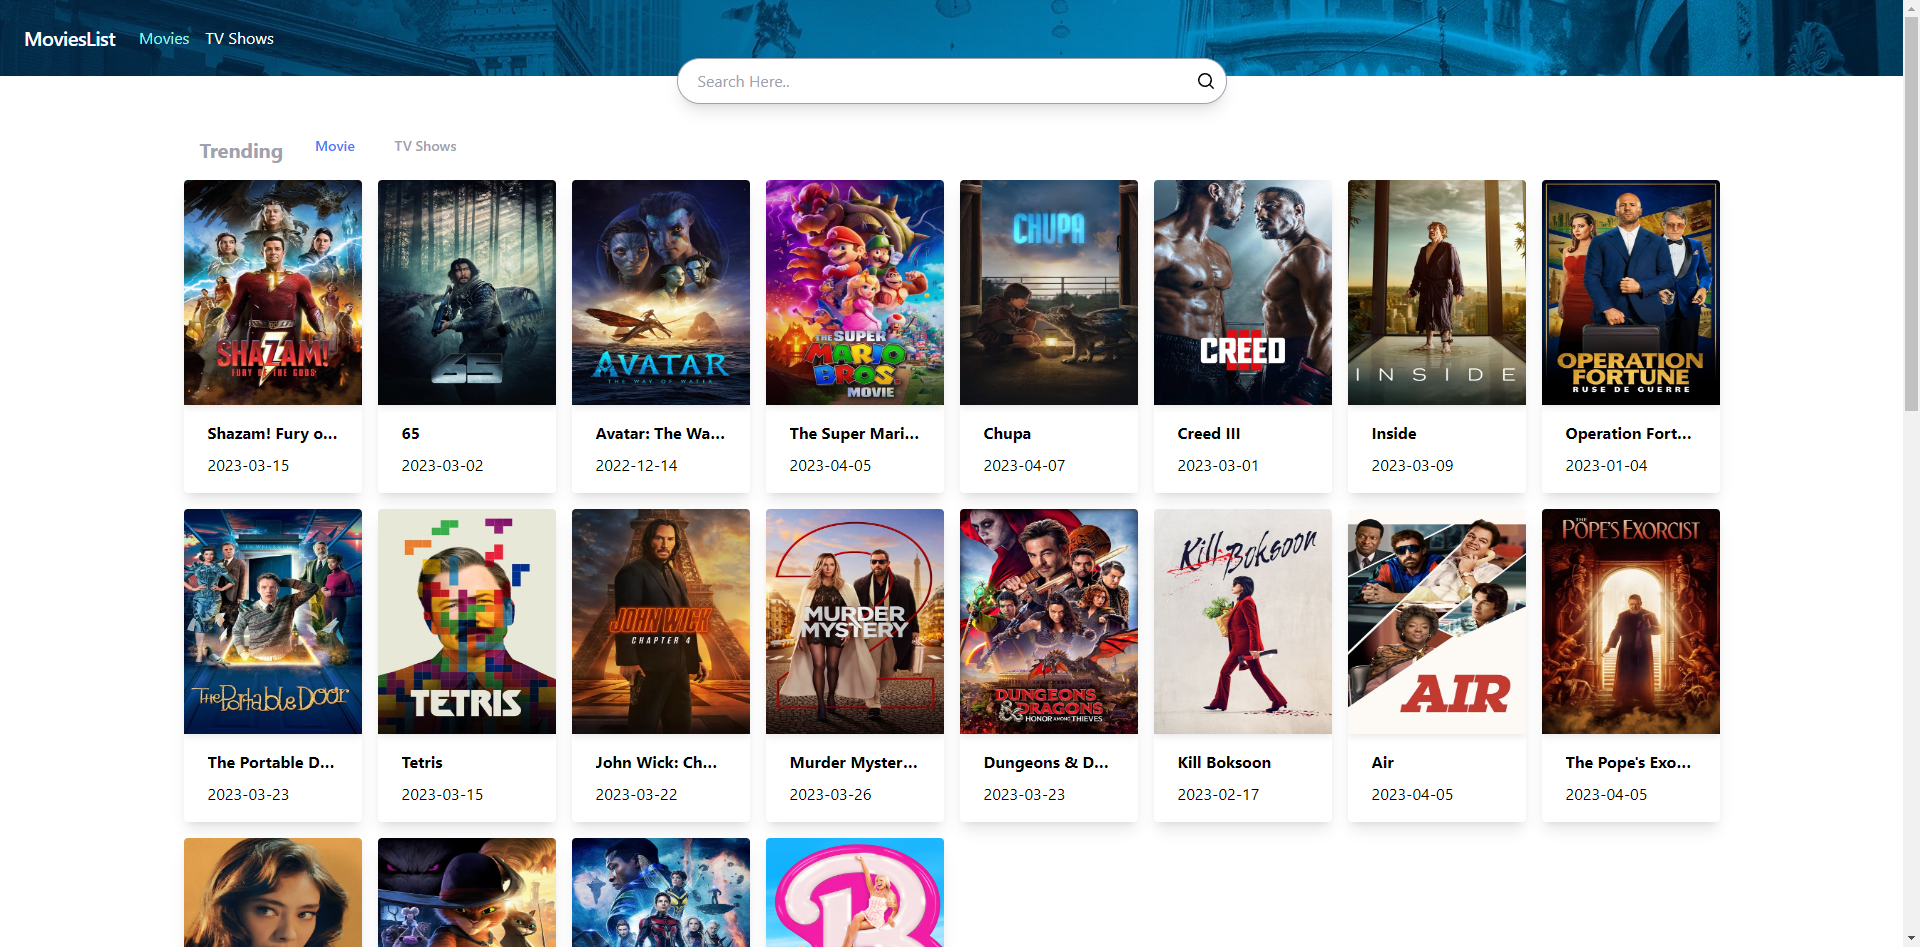 MoviesList Movies TV Shows
Search Here..
Trending Movie TV Shows
SHAZAM!
FURY OF THE GODS
65
AVATAR
THE WAY OF WATER
THE SUPER
MARIO
BROS.
MOVIE
CHUPA
CREED
III
INSIDE
OPERATION
FORTUNE
RUSE DE GUERRE
Shazam! Fury o... 65 Avatar: The Wa... The Super Mari... Chupa Creed III Inside Operation Fort...
2023-03-15 2023-03-02 2022-12-14 2023-04-05 2023-04-07 2023-03-01 2023-03-09 2023-01-04
The Portable Door
TETRIS
JOHN WICK
CHAPTER 4
MURDER
MYSTERY
2
DUNGEONS
& DRAGONS
HONOR AMONG THIEVES
Kill Boksoon
AIR
THE
POPE'S EXORCIST
The Portable D... Tetris John Wick: Ch... Murder Myster... Dungeons & D... Kill Boksoon Air The Pope's Exo...
2023-03-23 2023-03-15 2023-03-22 2023-03-26 2023-03-23 2023-02-17 2023-04-05 2023-04-05
B